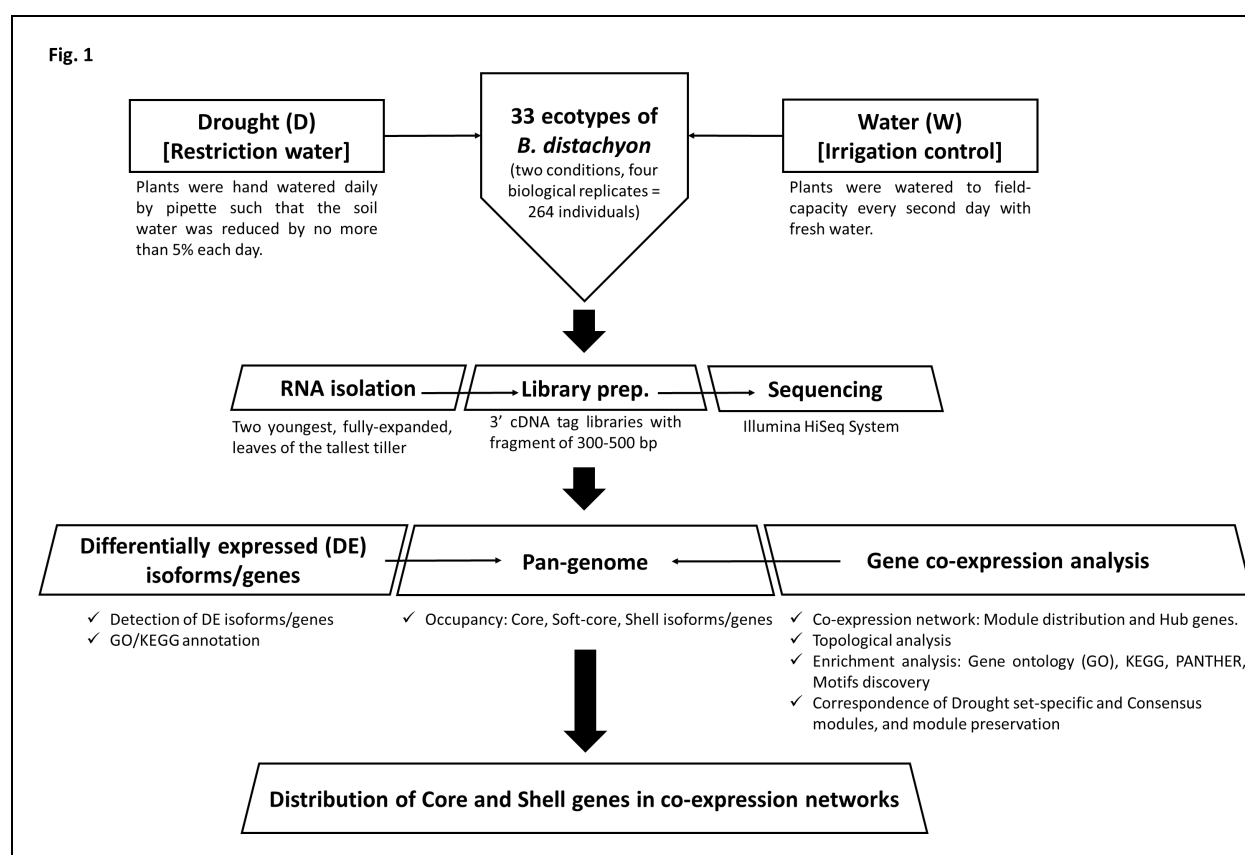 Fig. 1
Drought (D)
[Restriction water]
Plants were hand watered daily
by pipette such that the soil
water was reduced by no more
than 5% each day.
33 ecotypes of
B. distachyon
(two conditions, four
biological replicates =
264 individuals)
Water (W)
[Irrigation control]
Plants were watered to field-
capacity every second day with
fresh water.
RNA isolation
Two youngest, fully-expanded,
leaves of the tallest tiller
Library prep.
3’ cDNA tag libraries with
fragment of 300-500 bp
Sequencing
Illumina HiSeq System
Differentially expressed (DE)
isoforms/genes
✓ Detection of DE isoforms/genes
✓ GO/KEGG annotation
Pan-genome
✓ Occupancy: Core, Soft-core, Shell isoforms/genes
Gene co-expression analysis
✓ Co-expression network: Module distribution and Hub genes.
✓ Topological analysis
✓ Enrichment analysis: Gene ontology (GO), KEGG, PANTHER,
Motifs discovery
✓ Correspondence of Drought set-specific and Consensus
modules, and module preservation
Distribution of Core and Shell genes in co-expression networks